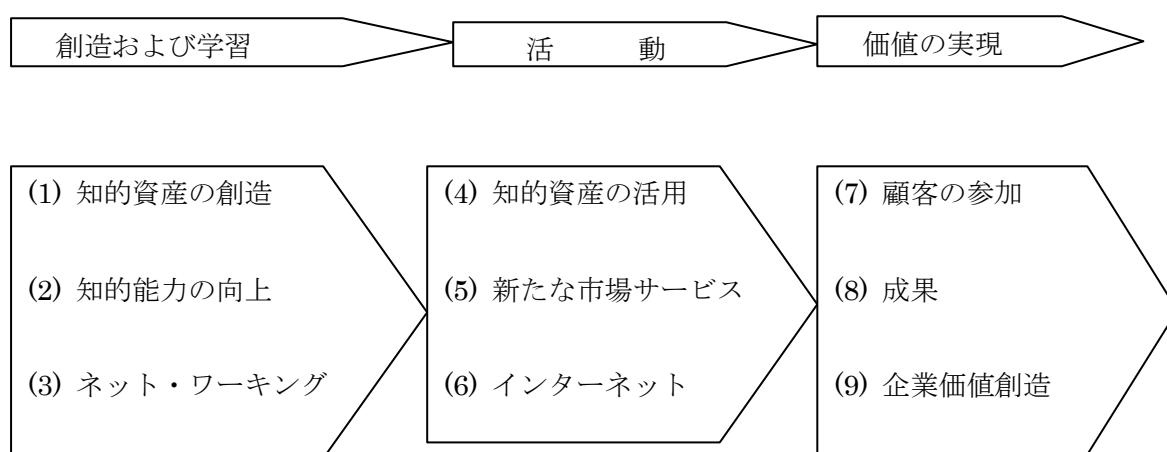 創造および学習
活　　動
価値の実現
(1) 知的資産の創造
(2) 知的能力の向上
(3) ネット・ワーキング
(4) 知的資産の活用
(5) 新たな市場サービス
(6) インターネット
(7) 顧客の参加
(8) 成果
(9) 企業価値創造